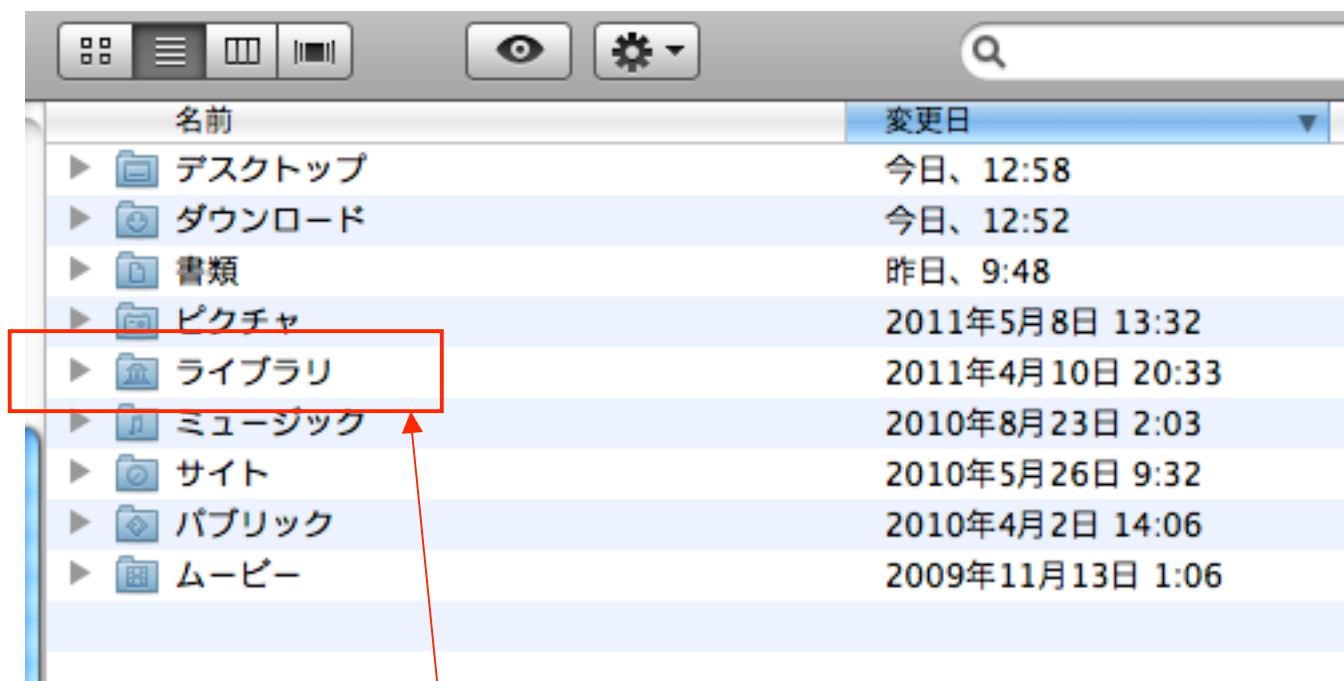 名前 変更日
デスクトップ 今日、12:58
ダウンロード 今日、12:52
書類 昨日、9:48
ピクチャ 2011年5月8日 13:32
ライブラリ 2011年4月10日 20:33
ミュージック 2010年8月23日 2:03
サイト 2010年5月26日 9:32
パブリック 2010年4月2日 14:06
ムービー 2009年11月13日 1:06